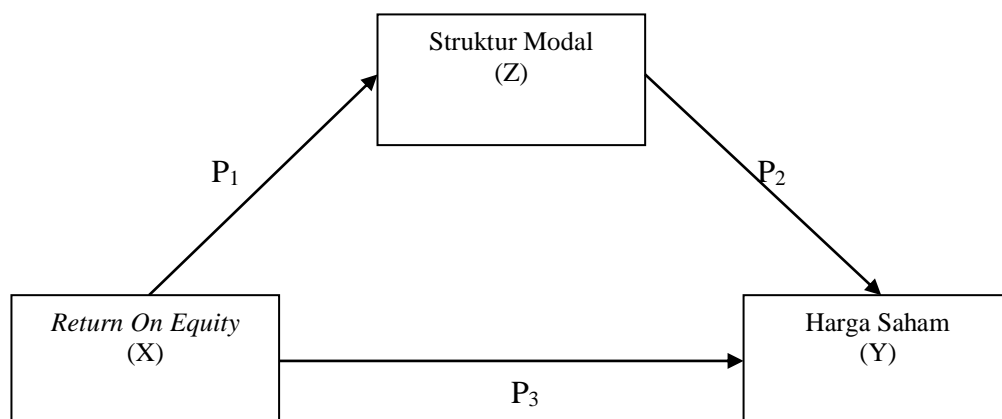 Struktur Modal
(Z)
P₁
P₂
Return On Equity
(X)
Harga Saham
(Y)
P₃